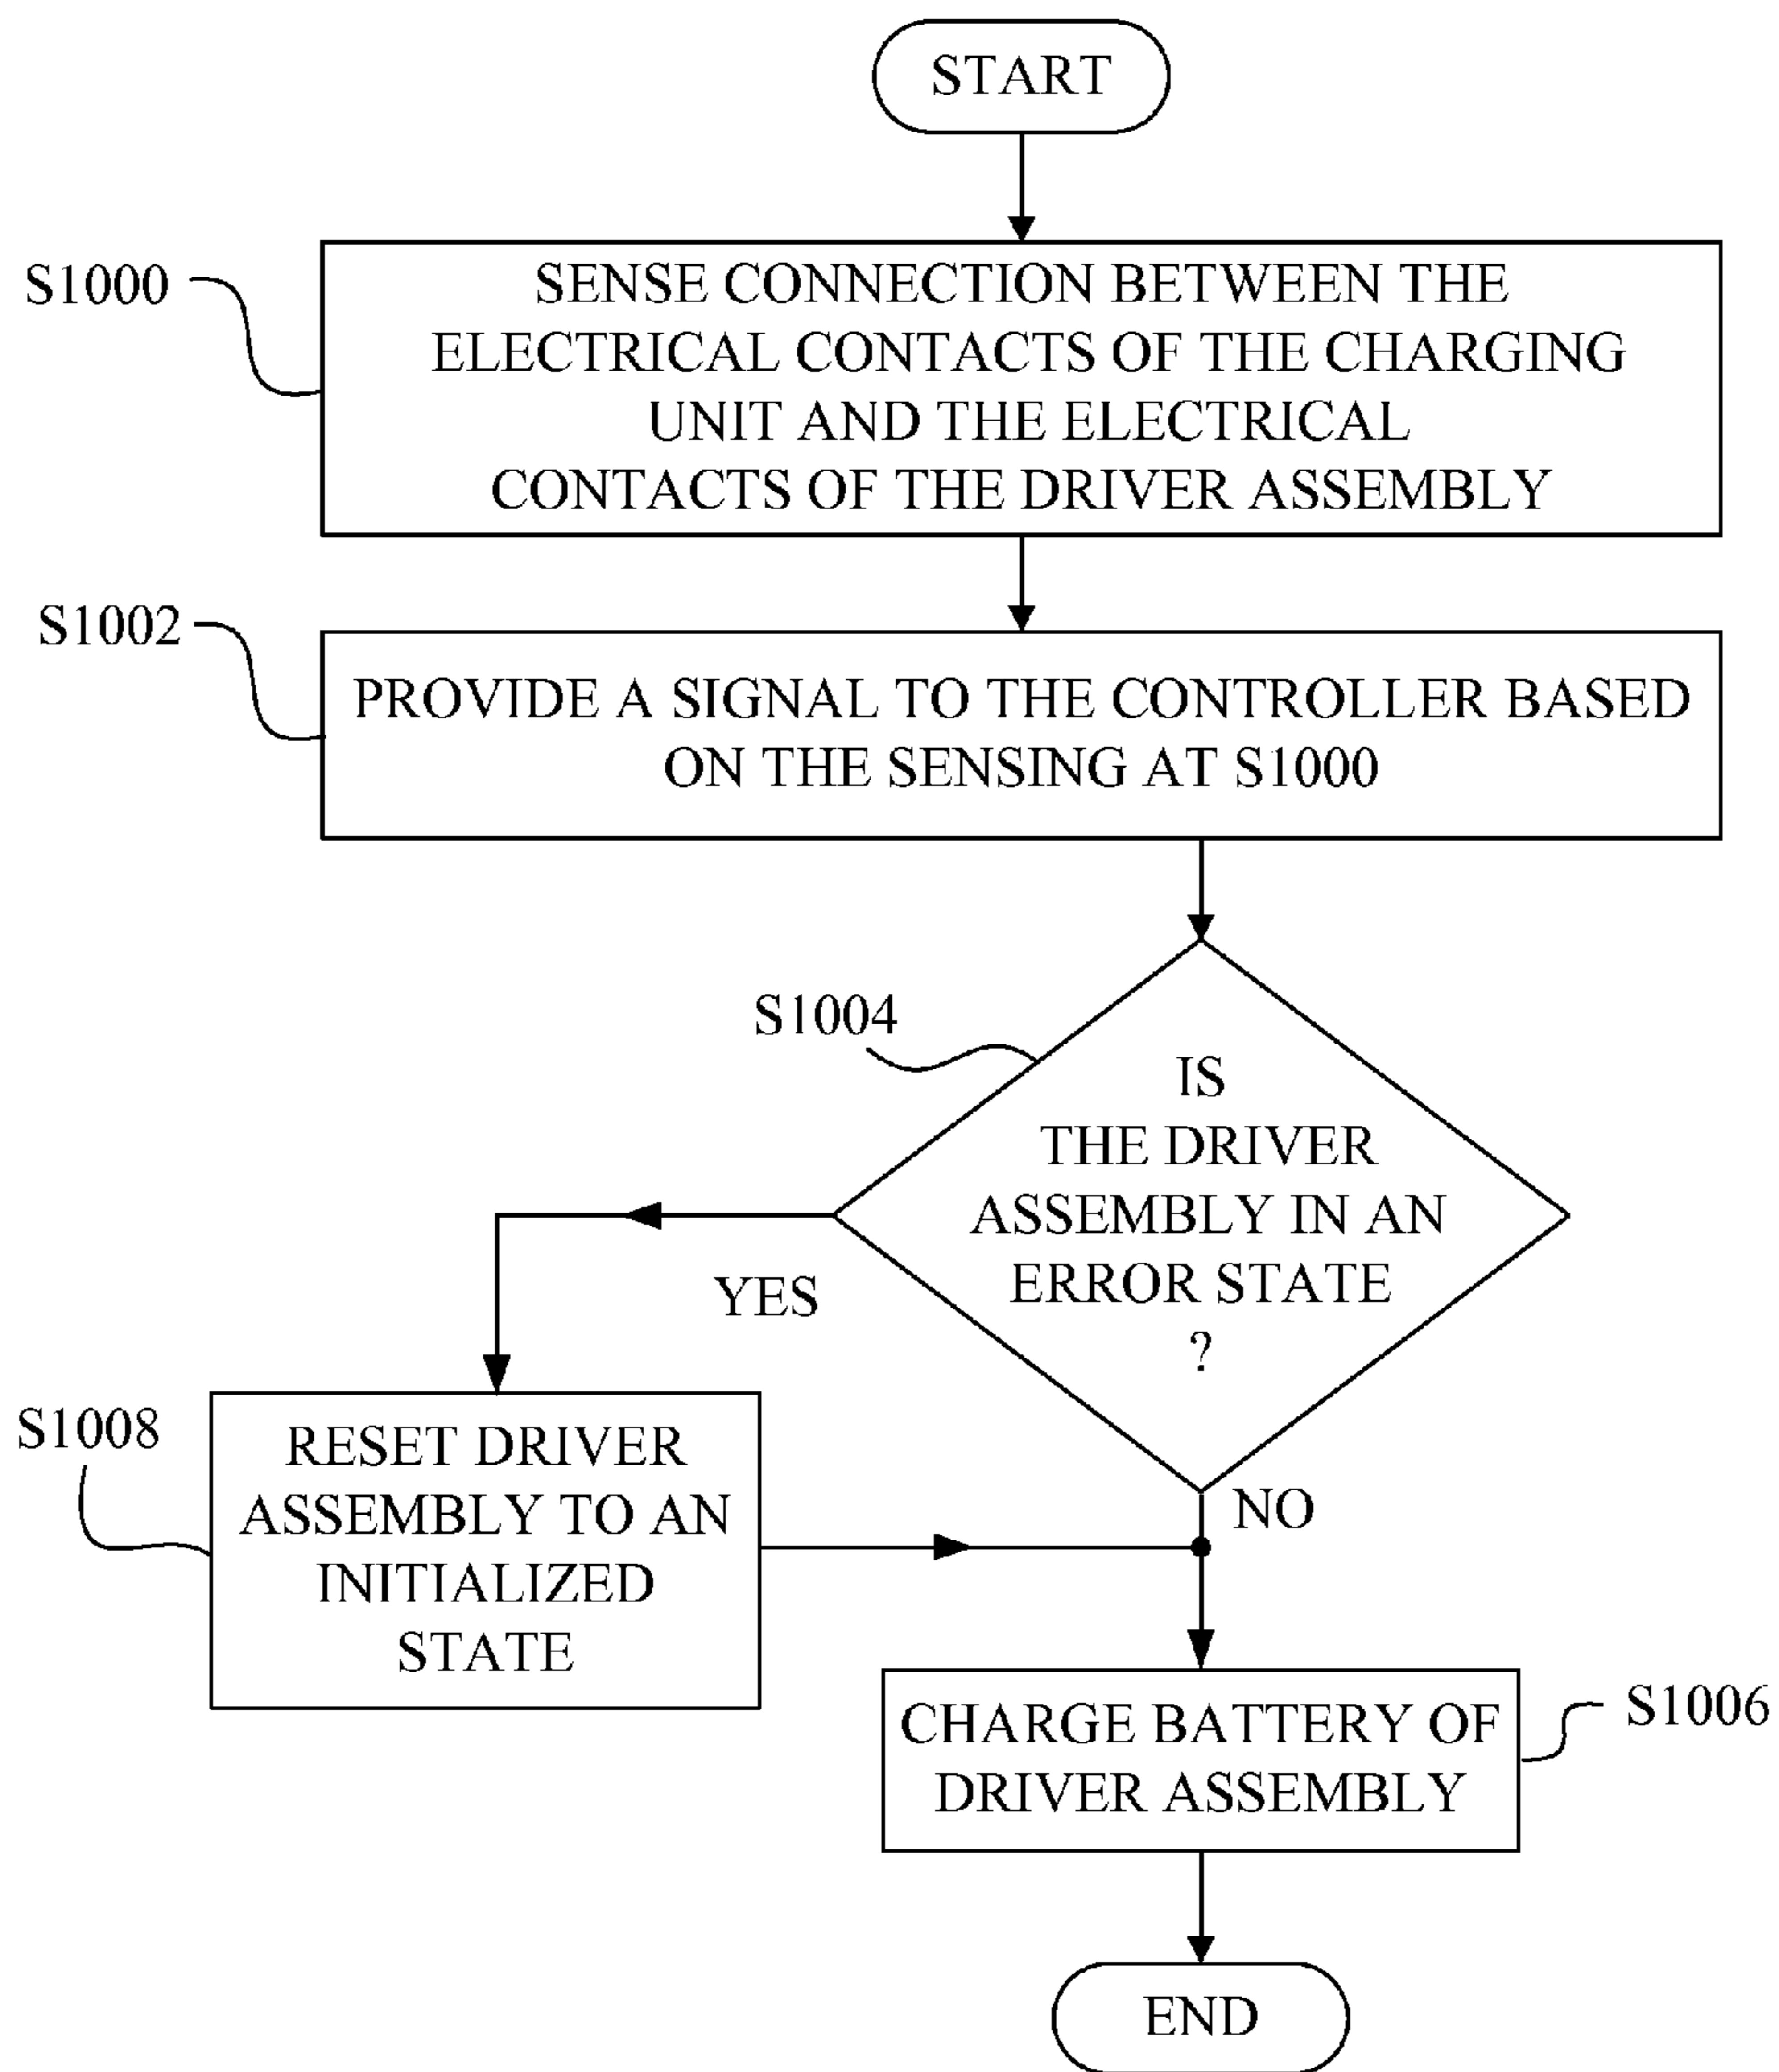 START
S1000
SENSE CONNECTION BETWEEN THE
ELECTRICAL CONTACTS OF THE CHARGING
UNIT AND THE ELECTRICAL
CONTACTS OF THE DRIVER ASSEMBLY
S1002
PROVIDE A SIGNAL TO THE CONTROLLER BASED
ON THE SENSING AT S1000
S1004
IS
THE DRIVER
ASSEMBLY IN AN
ERROR STATE
?
YES
NO
S1008
RESET DRIVER
ASSEMBLY TO AN
INITIALIZED
STATE
S1006
CHARGE BATTERY OF
DRIVER ASSEMBLY
END